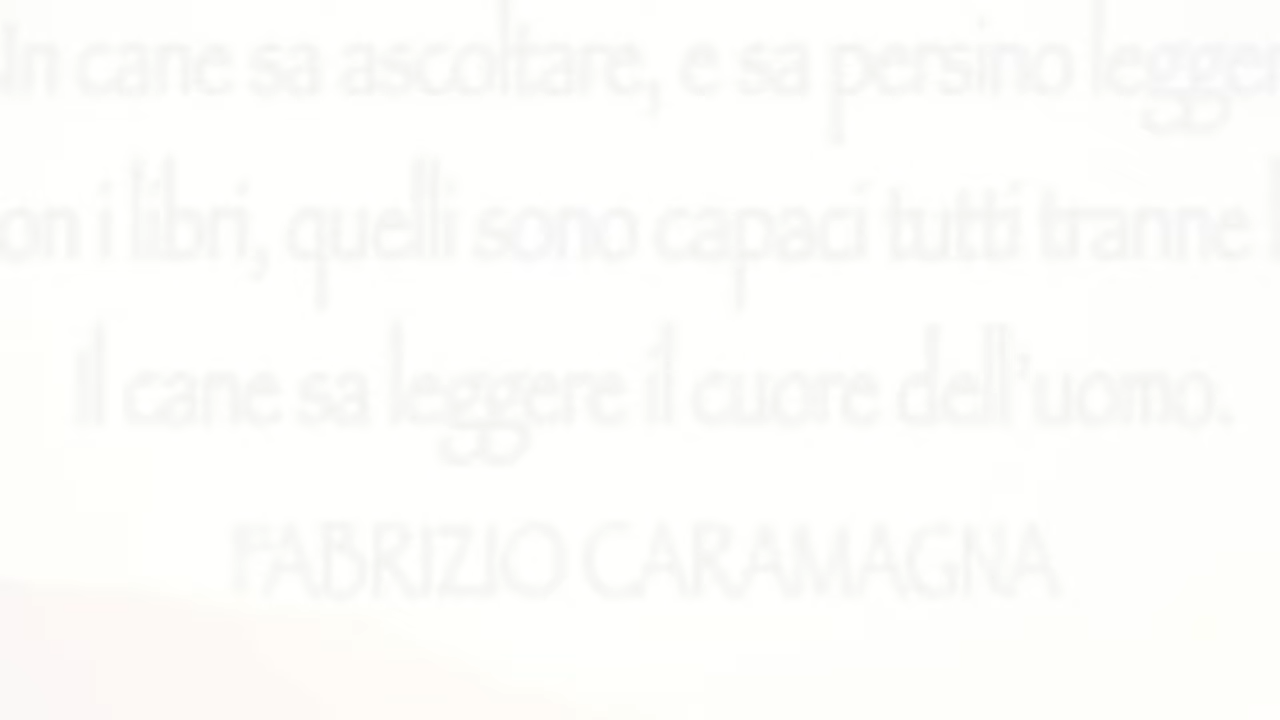 Un cane sa ascoltare, e sa persino legger
on i libri, quelli sono capaci tutti tranne l
Il cane sa leggere il cuore dell'uomo.
FABRIZIO CARAMAGNA